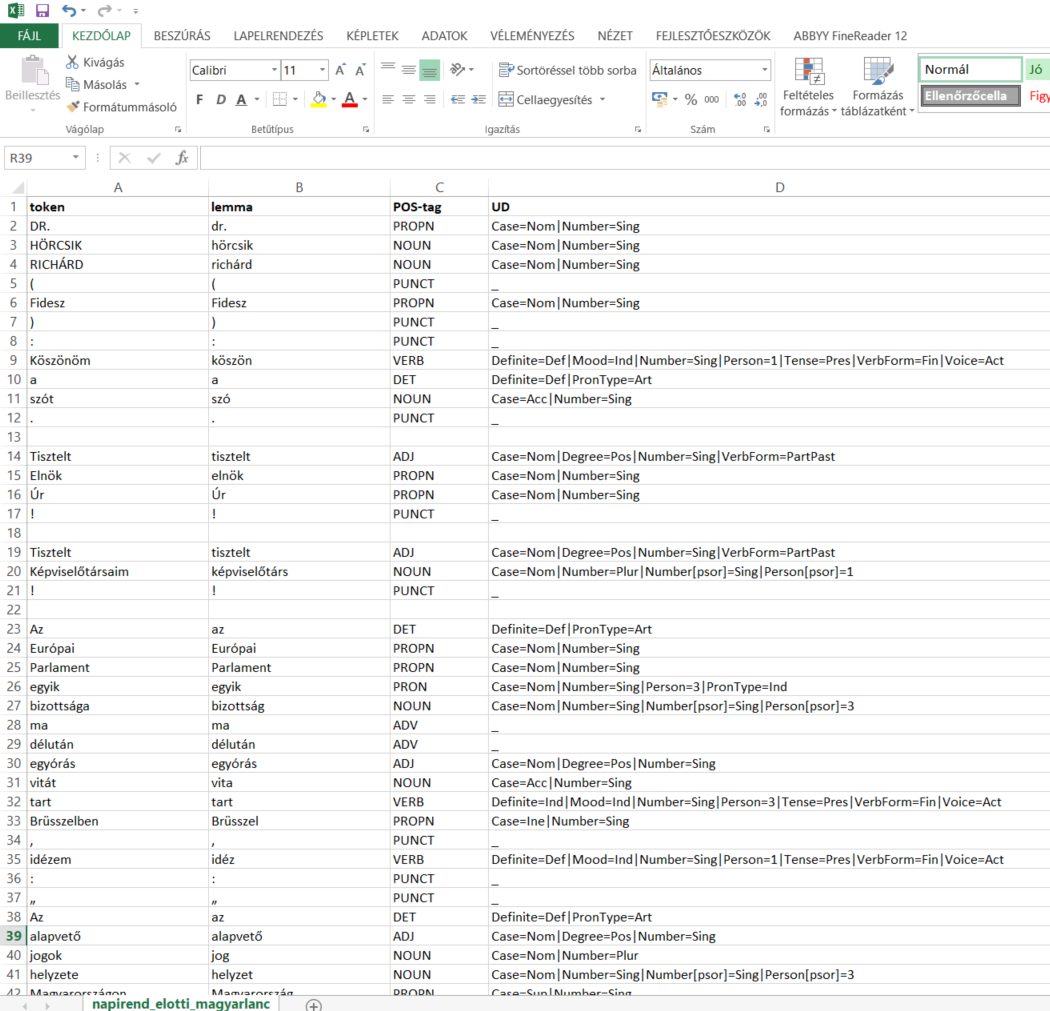 FÁJL KEZDŐLAP BESZÚRÁS LAPELRENDEZÉS KÉPLETEK ADATOK VÉLEMÉNYEZÉS NÉZET FEJLESZTŐESZKÖZÖK ABBYY FineReader 12
Beillesztés
Kivágás
Másolás
Formátummásoló
Vágólap
Calibri 11
F D A
Betűtípus
Sortöréssel több sorba
Cellaegyesítés
Igazítás
Általános
% 000
Szám
Feltételes formázás
Formázás táblázatként
Normál Jó
Ellenőrzőcella Figy
R39 fx
A B C D
1 token lemma POS-tag UD
2 DR. dr. PROPN Case=Nom|Number=Sing
3 HÖRCSIK hörcsik NOUN Case=Nom|Number=Sing
4 RICHÁRD richárd NOUN Case=Nom|Number=Sing
5 ( ( PUNCT _
6 Fidesz Fidesz PROPN Case=Nom|Number=Sing
7 ) ) PUNCT _
8 : : PUNCT _
9 Köszönöm köszön VERB Definite=Def|Mood=Ind|Number=Sing|Person=1|Tense=Pres|VerbForm=Fin|Voice=Act
10 a a DET Definite=Def|PronType=Art
11 szót szó NOUN Case=Acc|Number=Sing
12 . . PUNCT _
13
14 Tisztelt tisztelt ADJ Case=Nom|Degree=Pos|Number=Sing|VerbForm=PartPast
15 Elnök elnök PROPN Case=Nom|Number=Sing
16 Úr Úr PROPN Case=Nom|Number=Sing
17 ! ! PUNCT _
18
19 Tisztelt tisztelt ADJ Case=Nom|Degree=Pos|Number=Sing|VerbForm=PartPast
20 Képviselőtársaim képviselőtárs NOUN Case=Nom|Number=Plur|Number[psor]=Sing|Person[psor]=1
21 ! ! PUNCT _
22
23 Az az DET Definite=Def|PronType=Art
24 Európai Európai PROPN Case=Nom|Number=Sing
25 Parlament Parlament PROPN Case=Nom|Number=Sing
26 egyik egyik PRON Case=Nom|Number=Sing|Person=3|PronType=Ind
27 bizottsága bizottság NOUN Case=Nom|Number=Sing|Number[psor]=Sing|Person[psor]=3
28 ma ma ADV _
29 délután délután ADV _
30 egyórás egyórás ADJ Case=Nom|Degree=Pos|Number=Sing
31 vitát vita NOUN Case=Acc|Number=Sing
32 tart tart VERB Definite=Ind|Mood=Ind|Number=Sing|Person=3|Tense=Pres|VerbForm=Fin|Voice=Act
33 Brüsszelben Brüsszel PROPN Case=Ine|Number=Sing
34 , , PUNCT _
35 idézem idéz VERB Definite=Def|Mood=Ind|Number=Sing|Person=1|Tense=Pres|VerbForm=Fin|Voice=Act
36 : : PUNCT _
37 „ „ PUNCT _
38 Az az DET Definite=Def|PronType=Art
39 alapvető alapvető ADJ Case=Nom|Degree=Pos|Number=Sing
40 jogok jog NOUN Case=Nom|Number=Plur
41 helyzete helyzet NOUN Case=Nom|Number=Sing|Number[psor]=Sing|Person[psor]=3
42 Magyarországon Magyarország PROPN Case=Sup|Number=Sing
napirend_elotti_magyarlanc